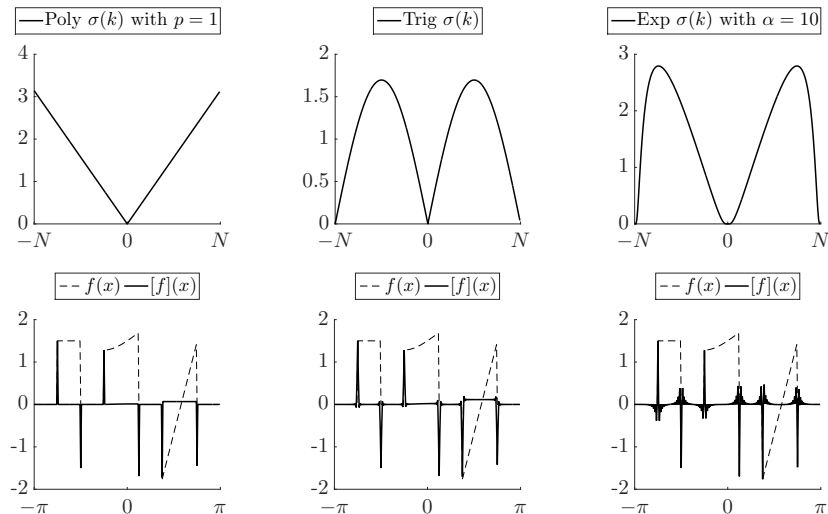 Poly σ(k) with p = 1
Trig σ(k)
Exp σ(k) with α = 10
4
3
2
1
0
−N 0 N
2
1.5
1
0.5
0
−N 0 N
3
2
1
0
−N 0 N
f(x) [f](x)
f(x) [f](x)
f(x) [f](x)
2
1
0
-1
-2
−π 0 π
2
1
0
-1
-2
−π 0 π
2
1
0
-1
-2
−π 0 π